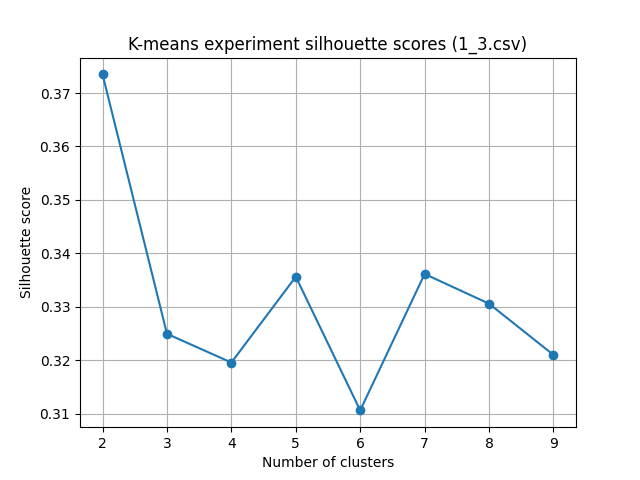 K-means experiment silhouette scores (1_3.csv)
0.37
0.36
0.35
0.34
0.33
0.32
0.31
Silhouette score
2 3 4 5 6 7 8 9
Number of clusters